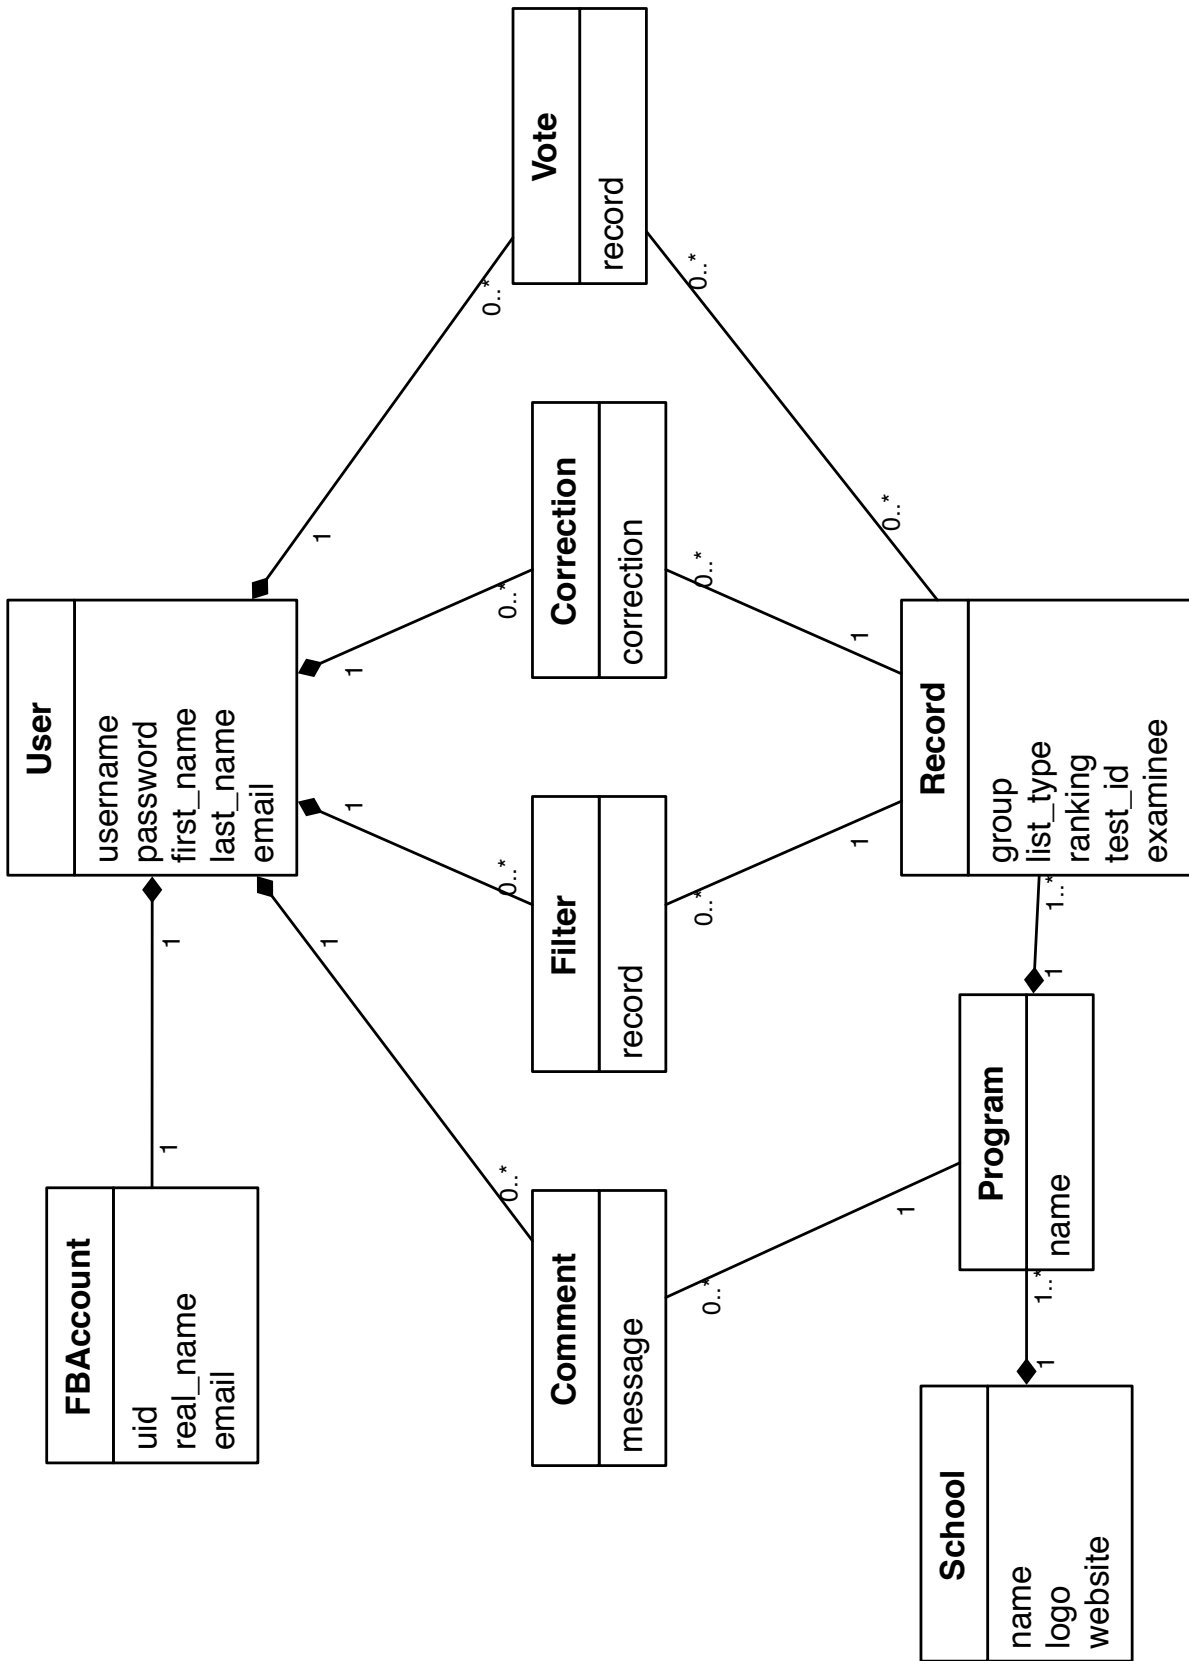 FBAccount
uid
real_name
email
1
1
User
username
password
first_name
last_name
email
1
0..*
1
0..*
1
0..*
1
0..*
Comment
message
Filter
record
Correction
correction
Vote
record
0..*
1
0..*
1
0..*
1
0..*
0..*
School
name
logo
website
1
1..*
Program
name
1
1..*
Record
group
list_type
ranking
test_id
examinee